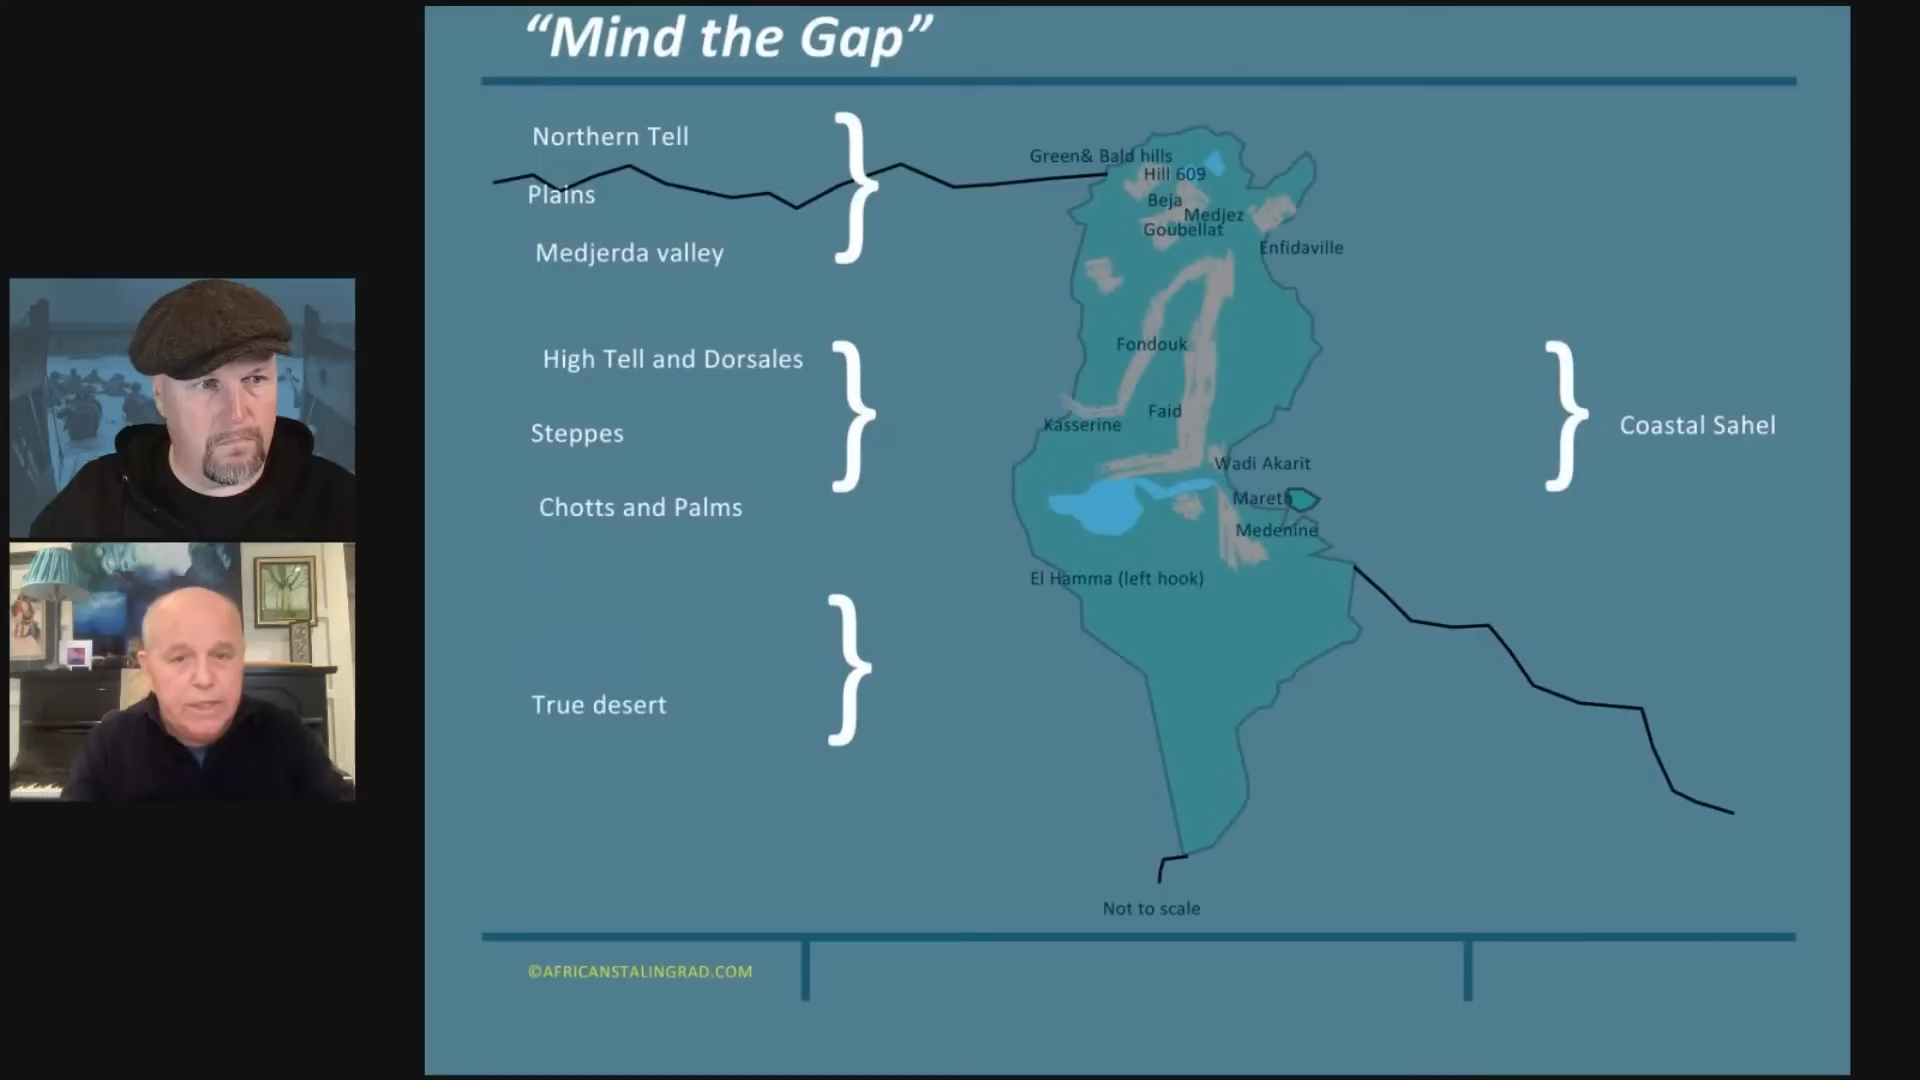 “Mind the Gap”
Northern Tell
Plains
Medjerda valley
High Tell and Dorsales
Steppes
Chotts and Palms
True desert
Green& Bald hills
Hill 609
Beja
Medjez
Goubellat
Enfidaville
Fondouk
Faid
Kasserine
Wadi Akarit
Mareth
Medenine
El Hamma (left hook)
Coastal Sahel
Not to scale
©AFRICANSTALINGRAD.COM